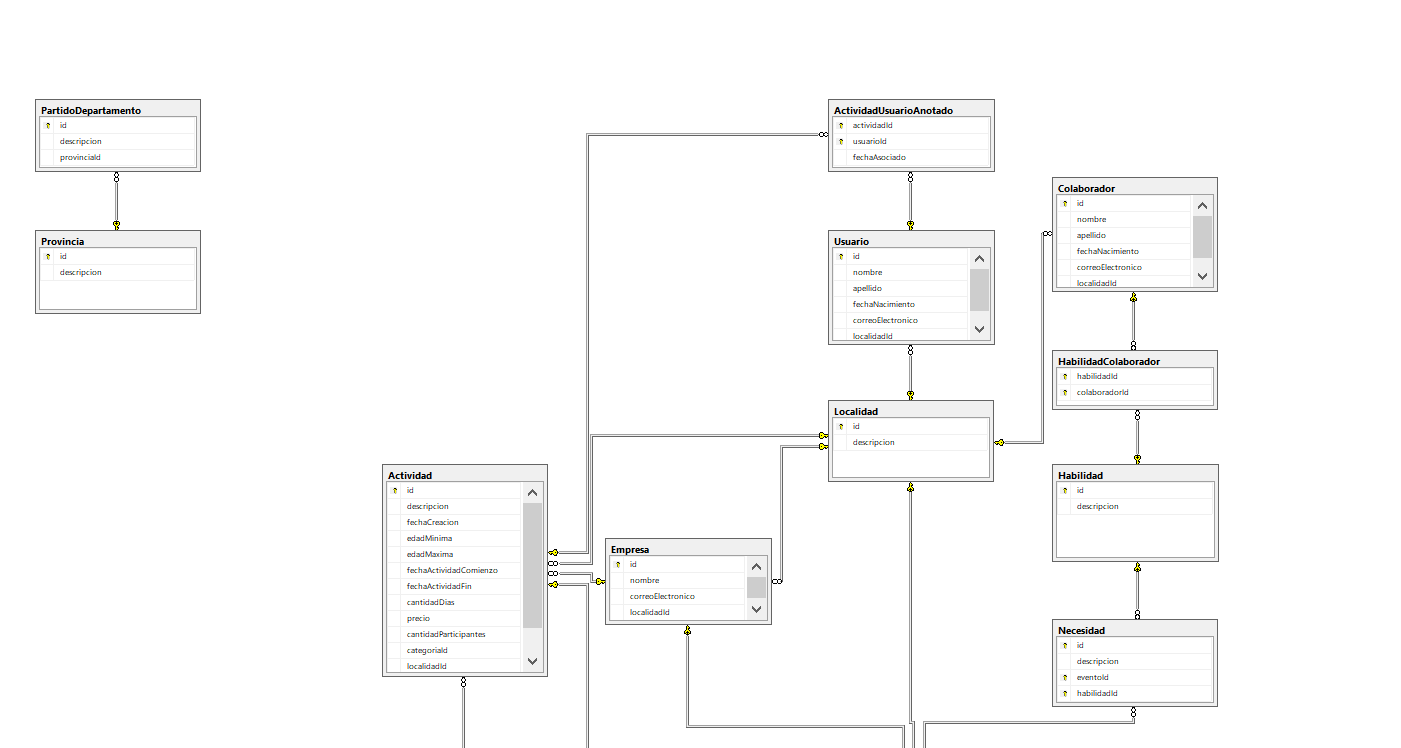 PartidoDepartamento
id
descripcion
provinciaId
Provincia
id
descripcion
ActividadUsuarioAnotado
actividadId
usuarioId
fechaAsociado
Usuario
id
nombre
apellido
fechaNacimiento
correoElectronico
localidadId
Colaborador
id
nombre
apellido
fechaNacimiento
correoElectronico
localidadId
HabilidadColaborador
habilidadId
colaboradorId
Localidad
id
descripcion
Actividad
id
descripcion
fechaCreacion
edadMinima
edadMaxima
fechaActividadComienzo
fechaActividadFin
cantidadDias
precio
cantidadParticipantes
categoriaId
localidadId
Empresa
id
nombre
correoElectronico
localidadId
Habilidad
id
descripcion
Necesidad
id
descripcion
eventoId
habilidadId